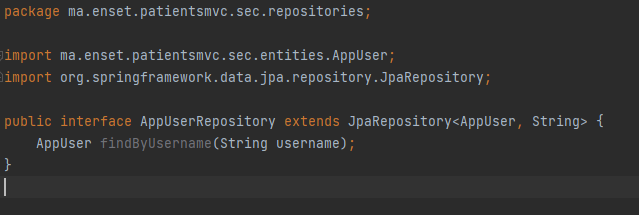 package ma.enset.patientsmvc.sec.repositories;
import ma.enset.patientsmvc.sec.entities.AppUser;
import org.springframework.data.jpa.repository.JpaRepository;
public interface AppUserRepository extends JpaRepository<AppUser, String> {
    AppUser findByUsername(String username);
}